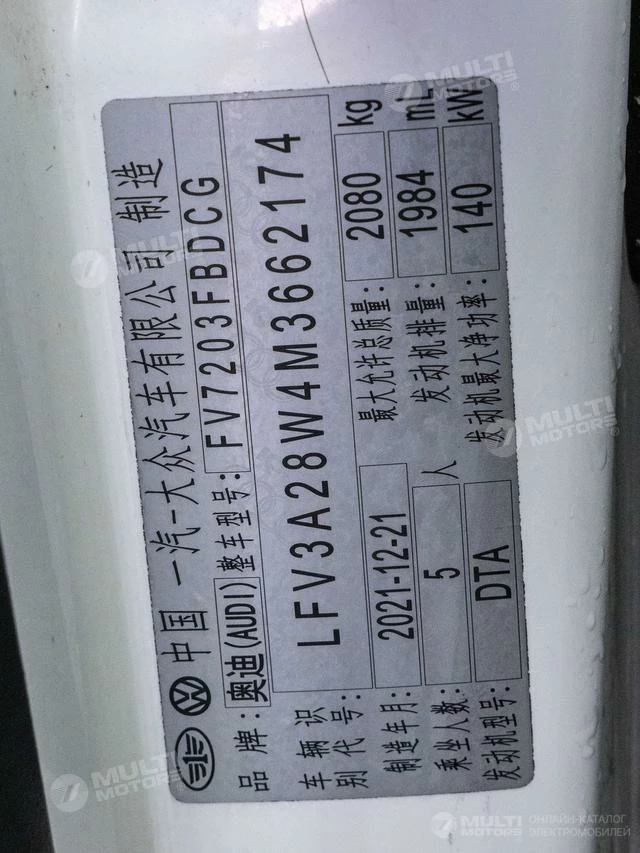 中国 一汽-大众汽车有限公司 制造
品牌: 奥迪(AUDI) 整车型号: FV7203FBDCG
车辆识别代号: LFV3A28W4M3662174
制造年月: 2021-12-21 最大允许总质量: 2080 kg
乘坐人数: 5 人 发动机排量: 1984 mL
发动机型号: DTA 发动机最大净功率: 140 kW
MULTI MOTORS®
MULTI MOTORS®
MULTI MOTORS®
MULTI MOTORS®
MULTI MOTORS® ОНЛАЙН-КАТАЛОГ ЭЛЕКТРОМОБИЛЕЙ